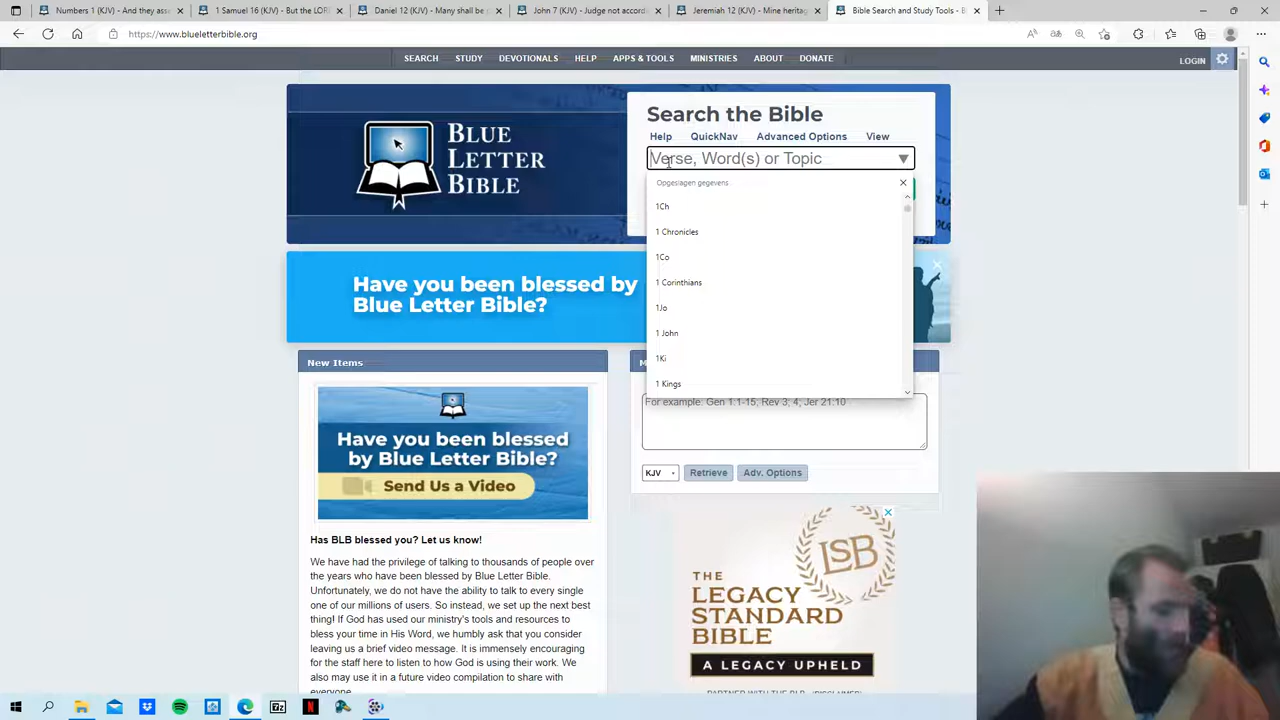 Numbers 1 (KJV) - And they asse
1 Samuel 16 (KJV) - But the LOR
Daniel 12 (KJV) - Many shall be
John 7 (KJV) - Judge not accordi
Jeremiah 12 (KJV) - Mine heritag
Bible Search and Study Tools - B
https://www.blueletterbible.org
SEARCH STUDY DEVOTIONALS HELP APPS & TOOLS MINISTRIES ABOUT DONATE
LOGIN
BLUE
LETTER
BIBLE
Search the Bible
Help QuickNav Advanced Options View
Verse, Word(s) or Topic
Opgeslagen gegevens
1Ch
1 Chronicles
1Co
1 Corinthians
1Jo
1 John
1Ki
1 Kings
Have you been blessed by
Blue Letter Bible?
New Items
Have you been blessed
by Blue Letter Bible?
Send Us a Video
Has BLB blessed you? Let us know!
We have had the privilege of talking to thousands of people over
the years who have been blessed by Blue Letter Bible.
Unfortunately, we do not have the ability to talk to every single
one of our millions of users. So instead, we set up the next best
thing! If God has used our ministry's tools and resources to
bless your time in His Word, we humbly ask that you consider
leaving us a brief video message. It is immensely encouraging
for the staff here to listen to how God is using their work. We
also may use it in a future video compilation to share with
everyone.
For example: Gen 1:1-15, Rev 3; 4, Jer 21:10
KJV Retrieve Adv. Options
LSB
THE
LEGACY
STANDARD
BIBLE
A LEGACY UPHELD